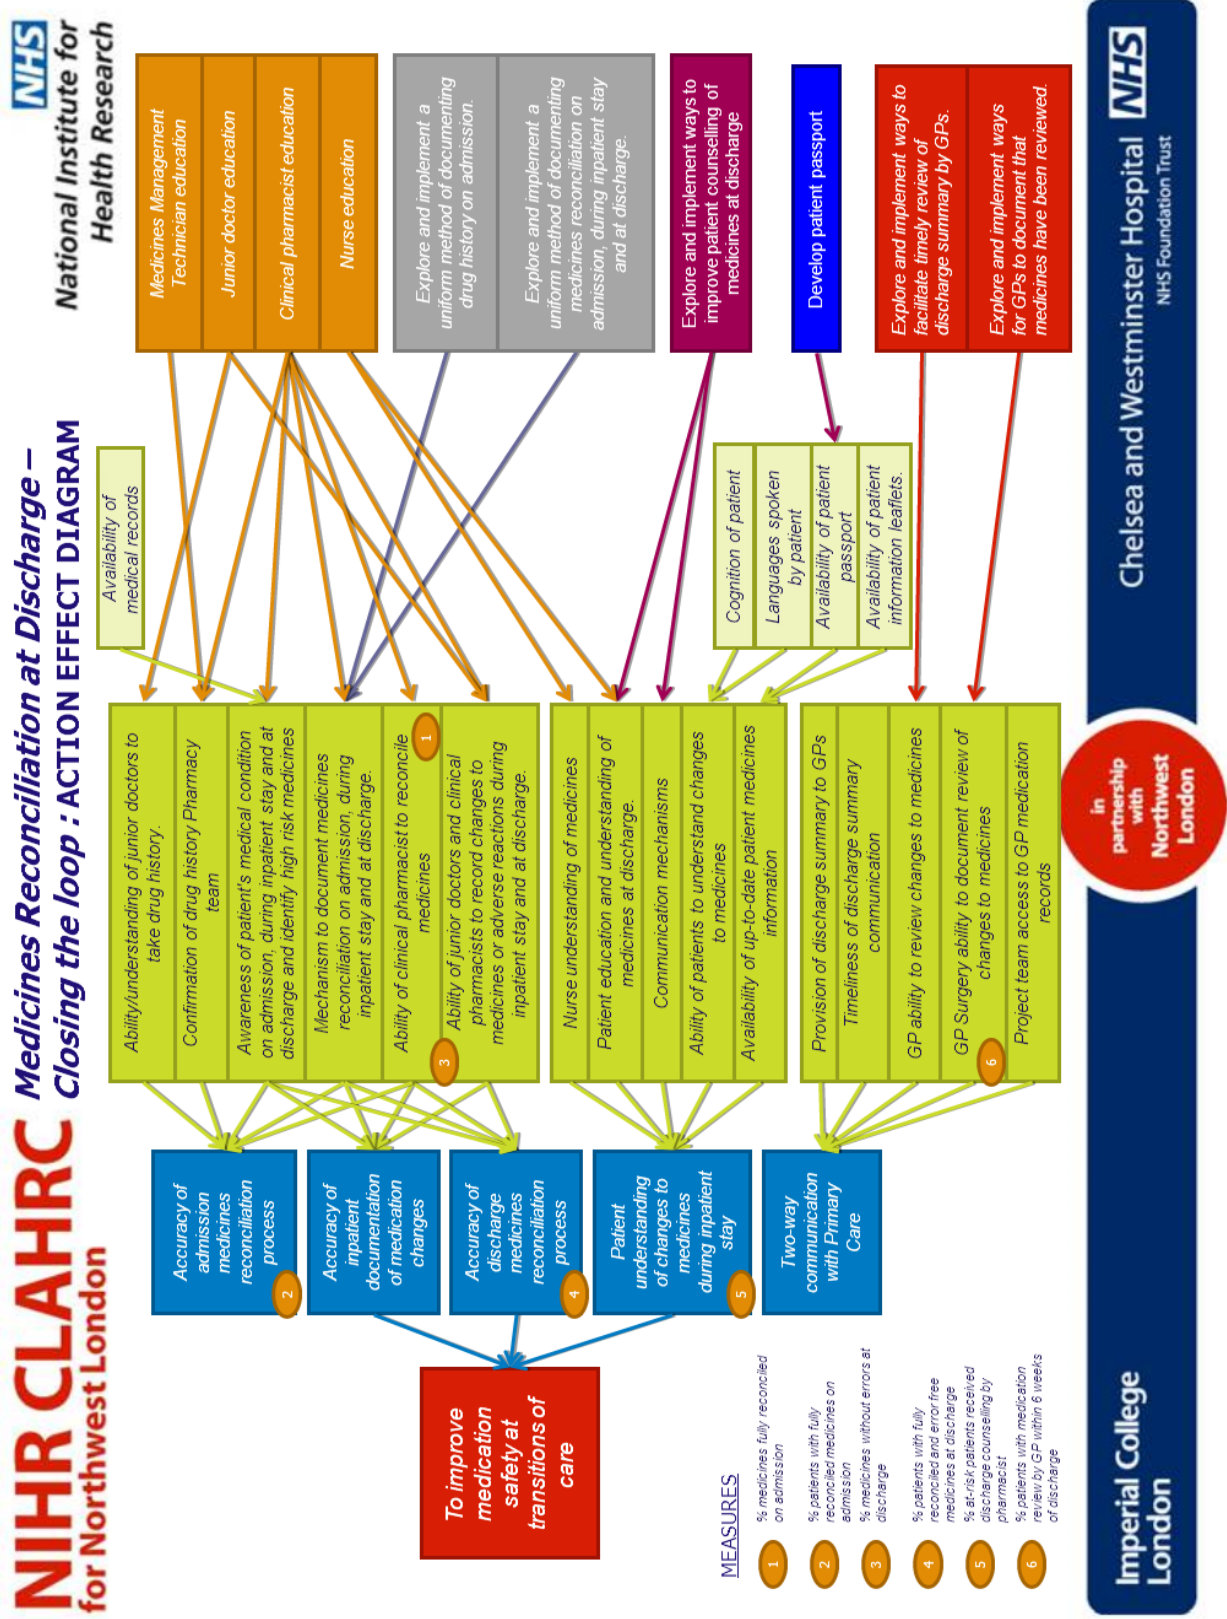 NIHR CLAHRC
for Northwest London
Medicines Reconciliation at Discharge –
Closing the loop : ACTION EFFECT DIAGRAM
NHS
National Institute for
Health Research
To improve
medication
safety at
transitions of
care
Accuracy of
admission
medicines
reconciliation
process
2
Accuracy of
inpatient
documentation
of medication
changes
Accuracy of
discharge
medicines
reconciliation
process
4
Patient
understanding
of changes to
medicines
during inpatient
stay
5
Two-way
communication
with Primary
Care
Ability/understanding of junior doctors to
take drug history.
Confirmation of drug history Pharmacy
team
Awareness of patient's medical condition
on admission, during inpatient stay and at
discharge and identify high risk medicines
Mechanism to document medicines
reconciliation on admission, during
inpatient stay and at discharge.
Ability of clinical pharmacist to reconcile
medicines
1
3
Ability of junior doctors and clinical
pharmacists to record changes to
medicines or adverse reactions during
inpatient stay and at discharge.
Nurse understanding of medicines
Patient education and understanding of
medicines at discharge.
Communication mechanisms
Ability of patients to understand changes
to medicines
Availability of up-to-date patient medicines
information
Provision of discharge summary to GPs
Timeliness of discharge summary
communication
GP ability to review changes to medicines
GP Surgery ability to document review of
changes to medicines
6
Project team access to GP medication
records
Availability of
medical records
Cognition of patient
Languages spoken
by patient
Availability of patient
passport
Availability of patient
information leaflets.
Medicines Management
Technician education
Junior doctor education
Clinical pharmacist education
Nurse education
Explore and implement a
uniform method of documenting
drug history on admission.
Explore and implement a
uniform method of documenting
medicines reconciliation on
admission, during inpatient stay
and at discharge.
Explore and implement ways to
improve patient counselling of
medicines at discharge
Develop patient passport
Explore and implement ways to
facilitate timely review of
discharge summary by GPs.
Explore and implement ways
for GPs to document that
medicines have been reviewed.
MEASURES
1
% medicines fully reconciled
on admission
2
% patients with fully
reconciled medicines on
admission
3
% medicines without errors at
discharge
4
% patients with fully
reconciled and error free
medicines at discharge
5
% at-risk patients received
discharge counselling by
pharmacist
6
% patients with medication
review by GP within 6 weeks
of discharge
Imperial College
London
in
partnership
with
Northwest
London
Chelsea and Westminster Hospital NHS
NHS Foundation Trust